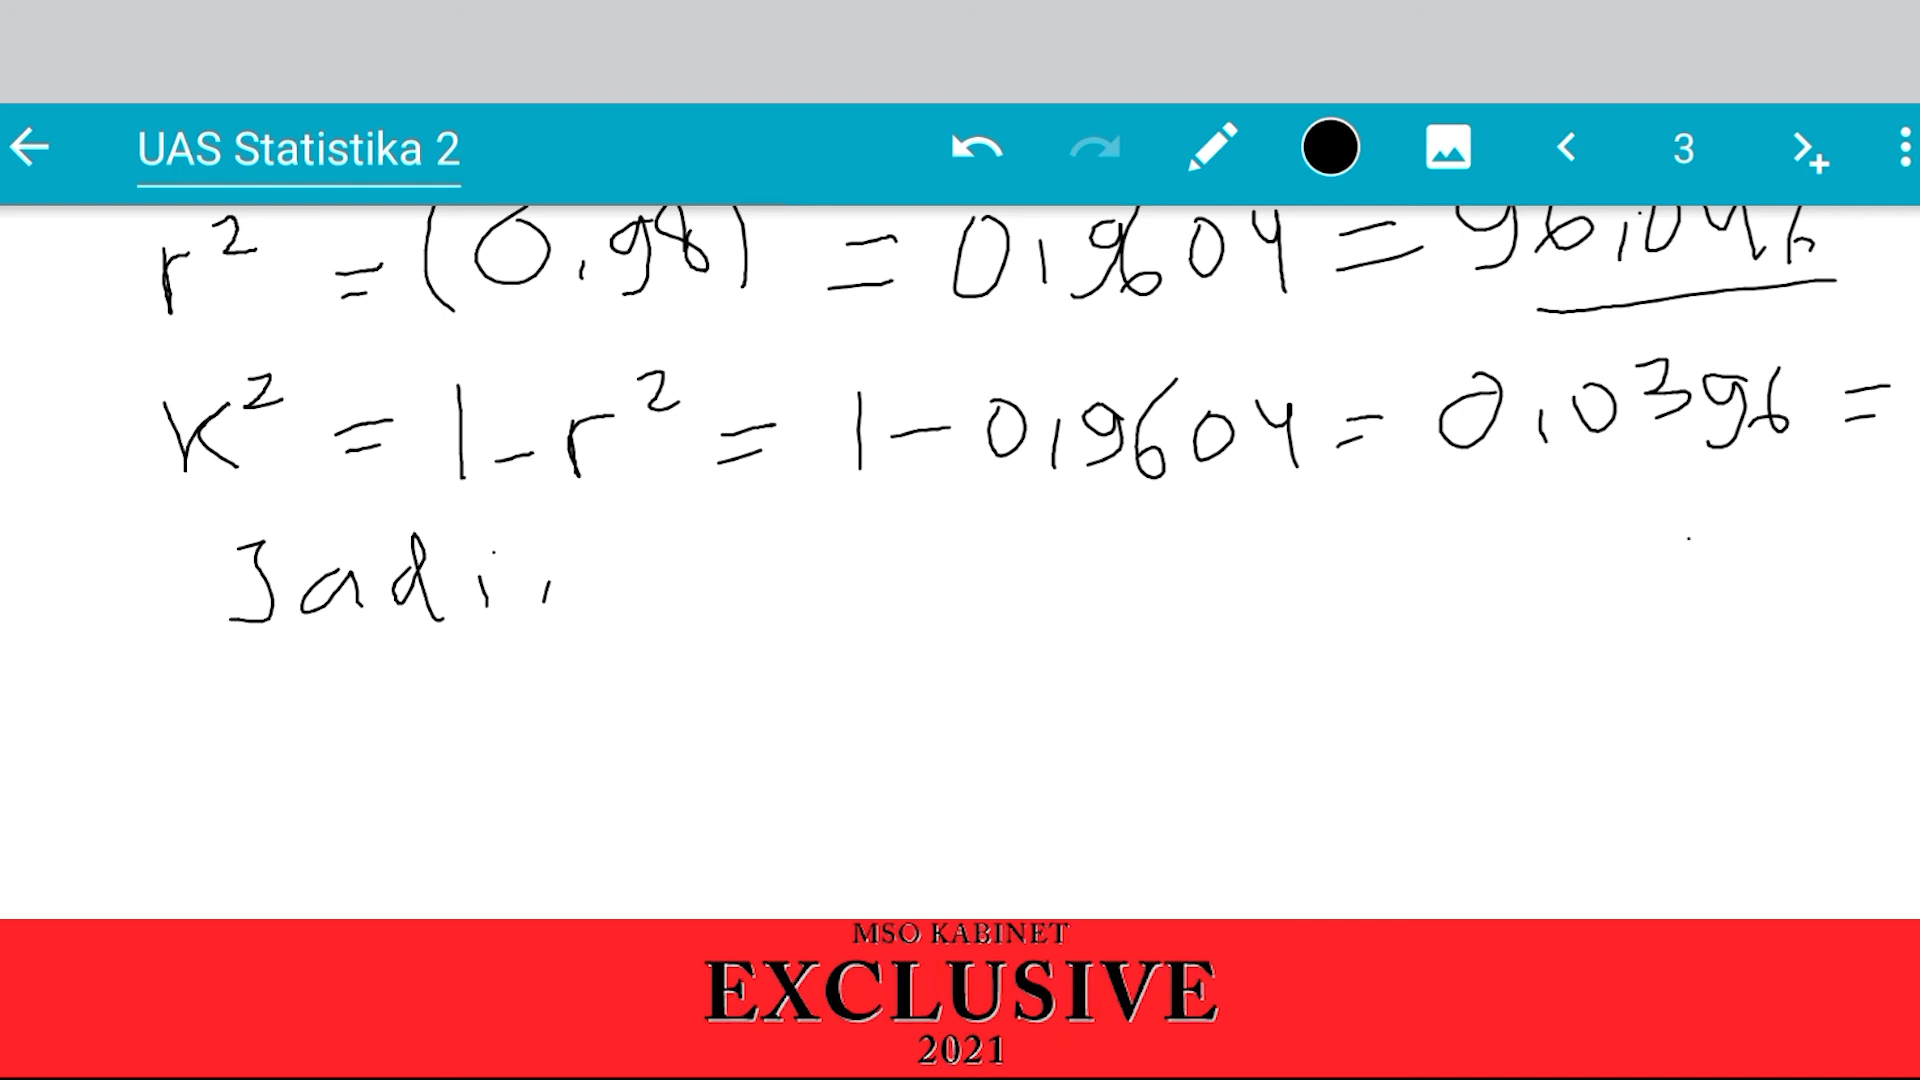 UAS Statistika 2
3
r² = (0,98) = 0,9604 = 96,04%
K² = 1 - r² = 1 - 0,9604 = 0,0396 =
Jadi,
MSO KABINET
EXCLUSIVE
2021